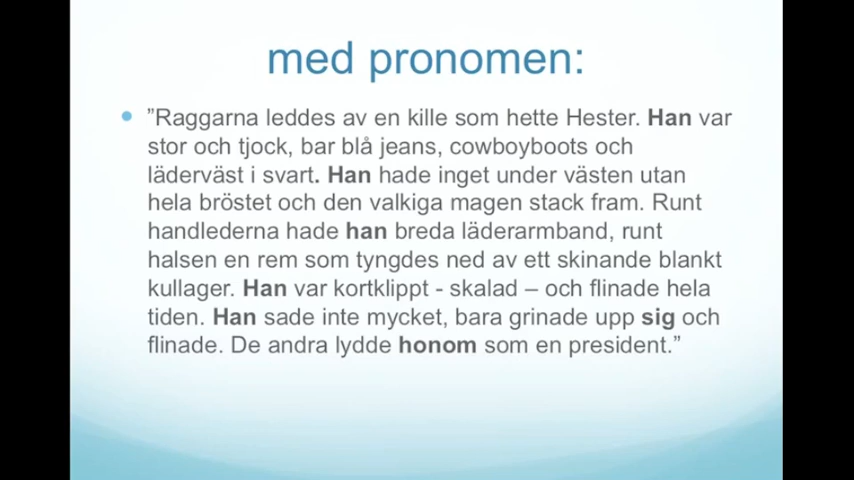 med pronomen:
”Raggarna leddes av en kille som hette Hester. Han var
stor och tjock, bar blå jeans, cowboyboots och
läderväst i svart. Han hade inget under västen utan
hela bröstet och den valkiga magen stack fram. Runt
handlederna hade han breda läderarmband, runt
halsen en rem som tyngdes ned av ett skinande blankt
kullager. Han var kortklippt - skalad – och flinade hela
tiden. Han sade inte mycket, bara grinade upp sig och
flinade. De andra lydde honom som en president.”